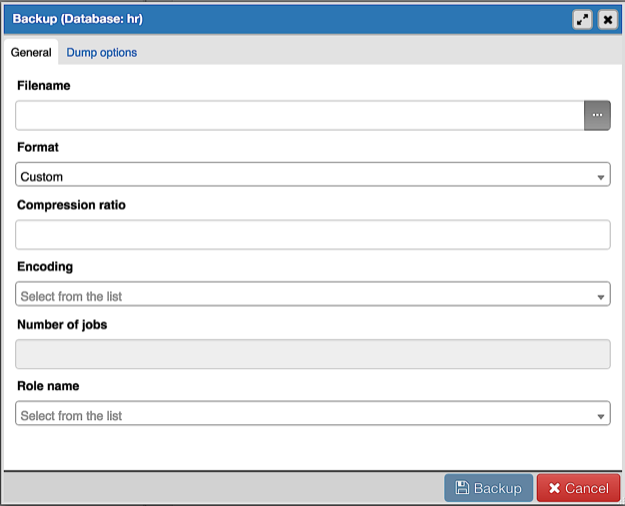 Backup (Database: hr)
General Dump options
Filename
...
Format
Custom
Compression ratio
Encoding
Select from the list
Number of jobs
Role name
Select from the list
Backup Cancel